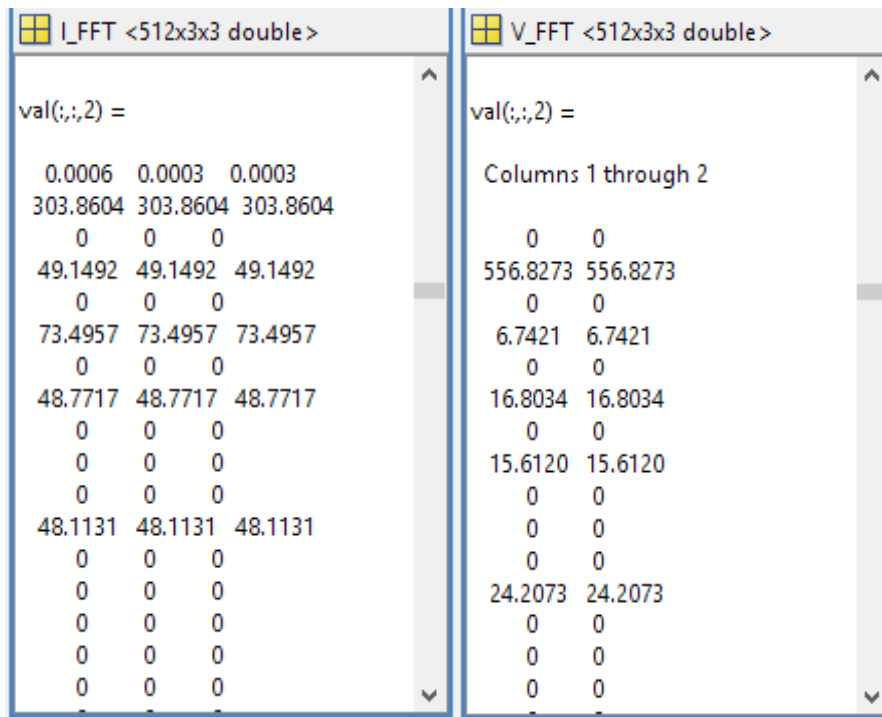 I_FFT <512x3x3 double>
val(:,:,2) =
0.0006 0.0003 0.0003
303.8604 303.8604 303.8604
0 0 0
49.1492 49.1492 49.1492
0 0 0
73.4957 73.4957 73.4957
0 0 0
48.7717 48.7717 48.7717
0 0 0
0 0 0
0 0 0
48.1131 48.1131 48.1131
0 0 0
0 0 0
0 0 0
0 0 0
0 0 0
V_FFT <512x3x3 double>
val(:,:,2) =
Columns 1 through 2
0 0
556.8273 556.8273
0 0
6.7421 6.7421
0 0
16.8034 16.8034
0 0
15.6120 15.6120
0 0
0 0
0 0
24.2073 24.2073
0 0
0 0
0 0